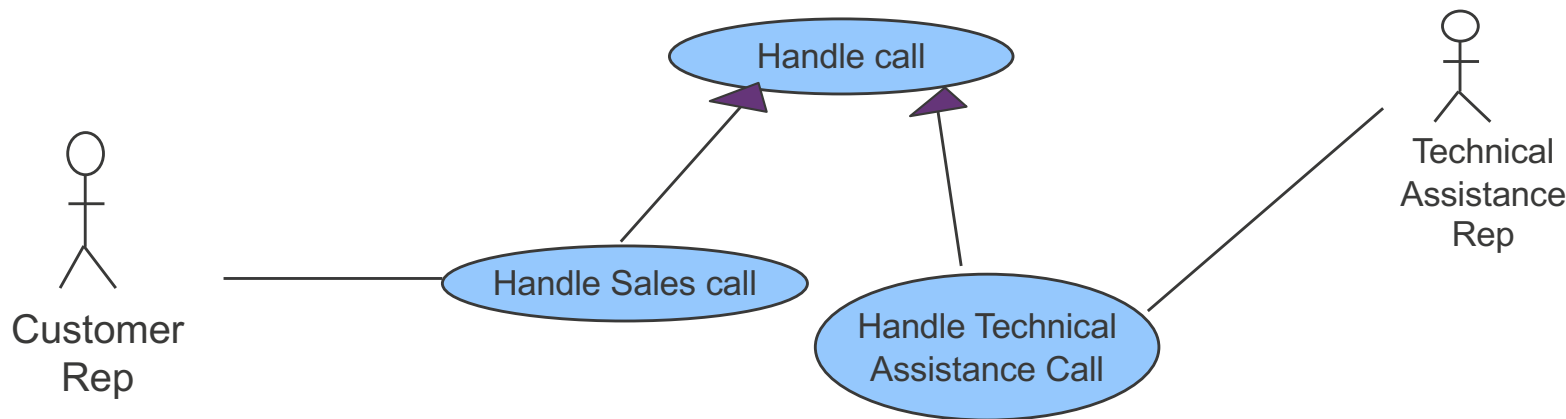 Handle call
Technical
Assistance
Rep
Handle Sales call
Customer
Rep
Handle Technical
Assistance Call